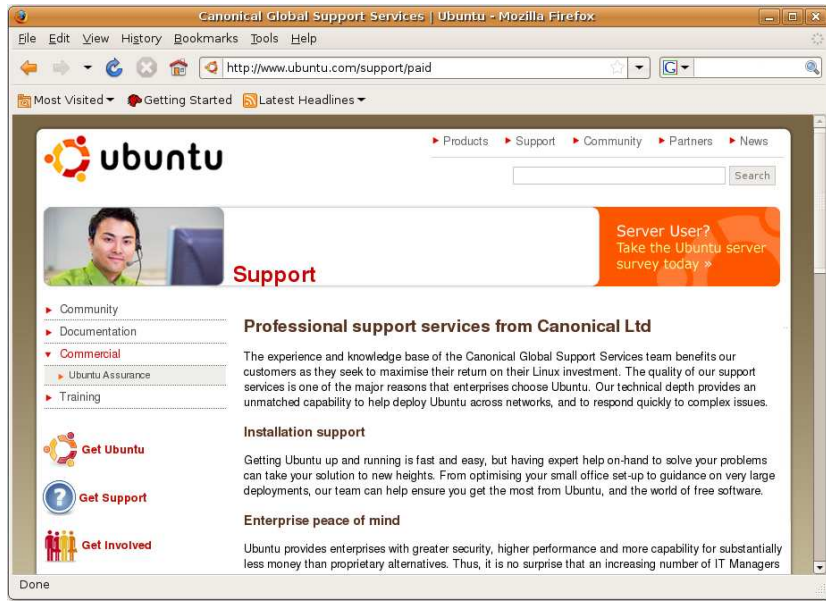 Canonical Global Support Services | Ubuntu - Mozilla Firefox
File Edit View History Bookmarks Tools Help
http://www.ubuntu.com/support/paid
G
Most Visited Getting Started Latest Headlines
ubuntu
Products Support Community Partners News
Search
Support
Server User?
Take the Ubuntu server
survey today »
Community
Documentation
Commercial
Ubuntu Assurance
Training
Get Ubuntu
? Get Support
Get Involved
Professional support services from Canonical Ltd
The experience and knowledge base of the Canonical Global Support Services team benefits our
customers as they seek to maximise their return on their Linux investment. The quality of our support
services is one of the major reasons that enterprises choose Ubuntu. Our technical depth provides an
unmatched capability to help deploy Ubuntu across networks, and to respond quickly to complex issues.
Installation support
Getting Ubuntu up and running is fast and easy, but having expert help on-hand to solve your problems
can take your solution to new heights. From optimising your small office set-up to guidance on very large
deployments, our team can help ensure you get the most from Ubuntu, and the world of free software.
Enterprise peace of mind
Ubuntu provides enterprises with greater security, higher performance and more capability for substantially
less money than proprietary alternatives. Thus, it is no surprise that an increasing number of IT Managers
Done